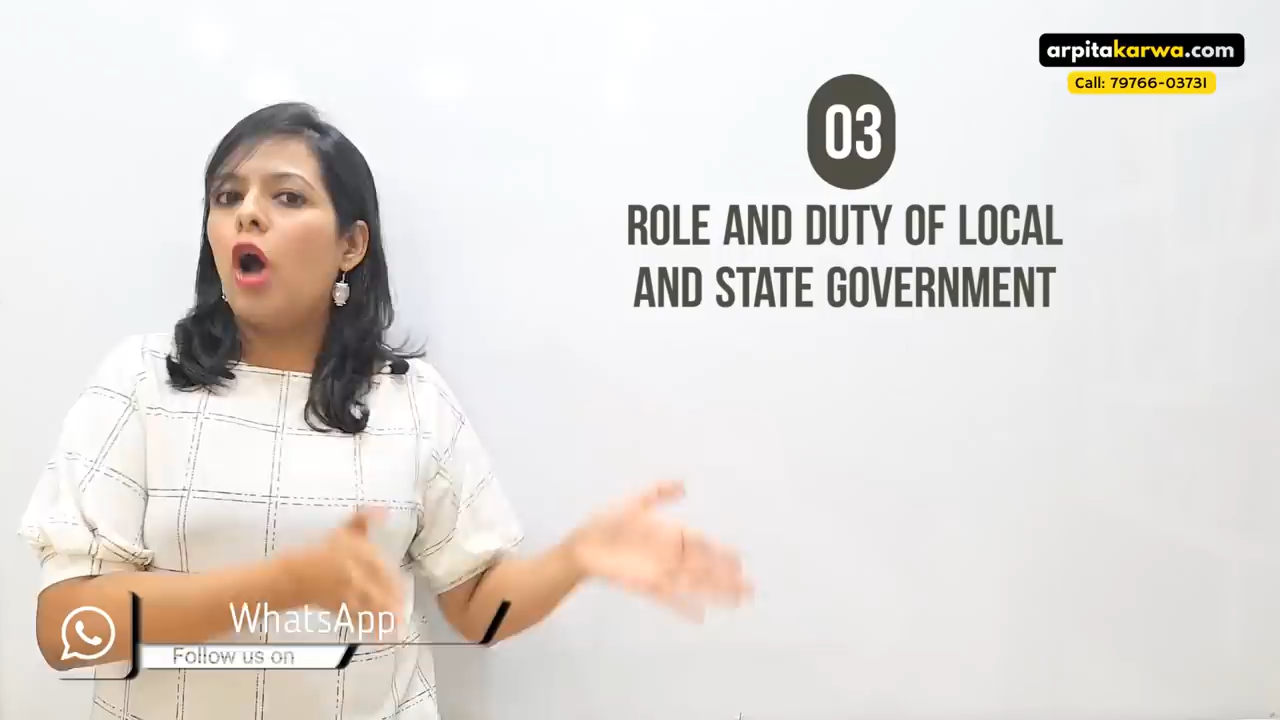 arpitakarwa.com
Call: 79766-03731
03
ROLE AND DUTY OF LOCAL
AND STATE GOVERNMENT
WhatsApp
Follow us on